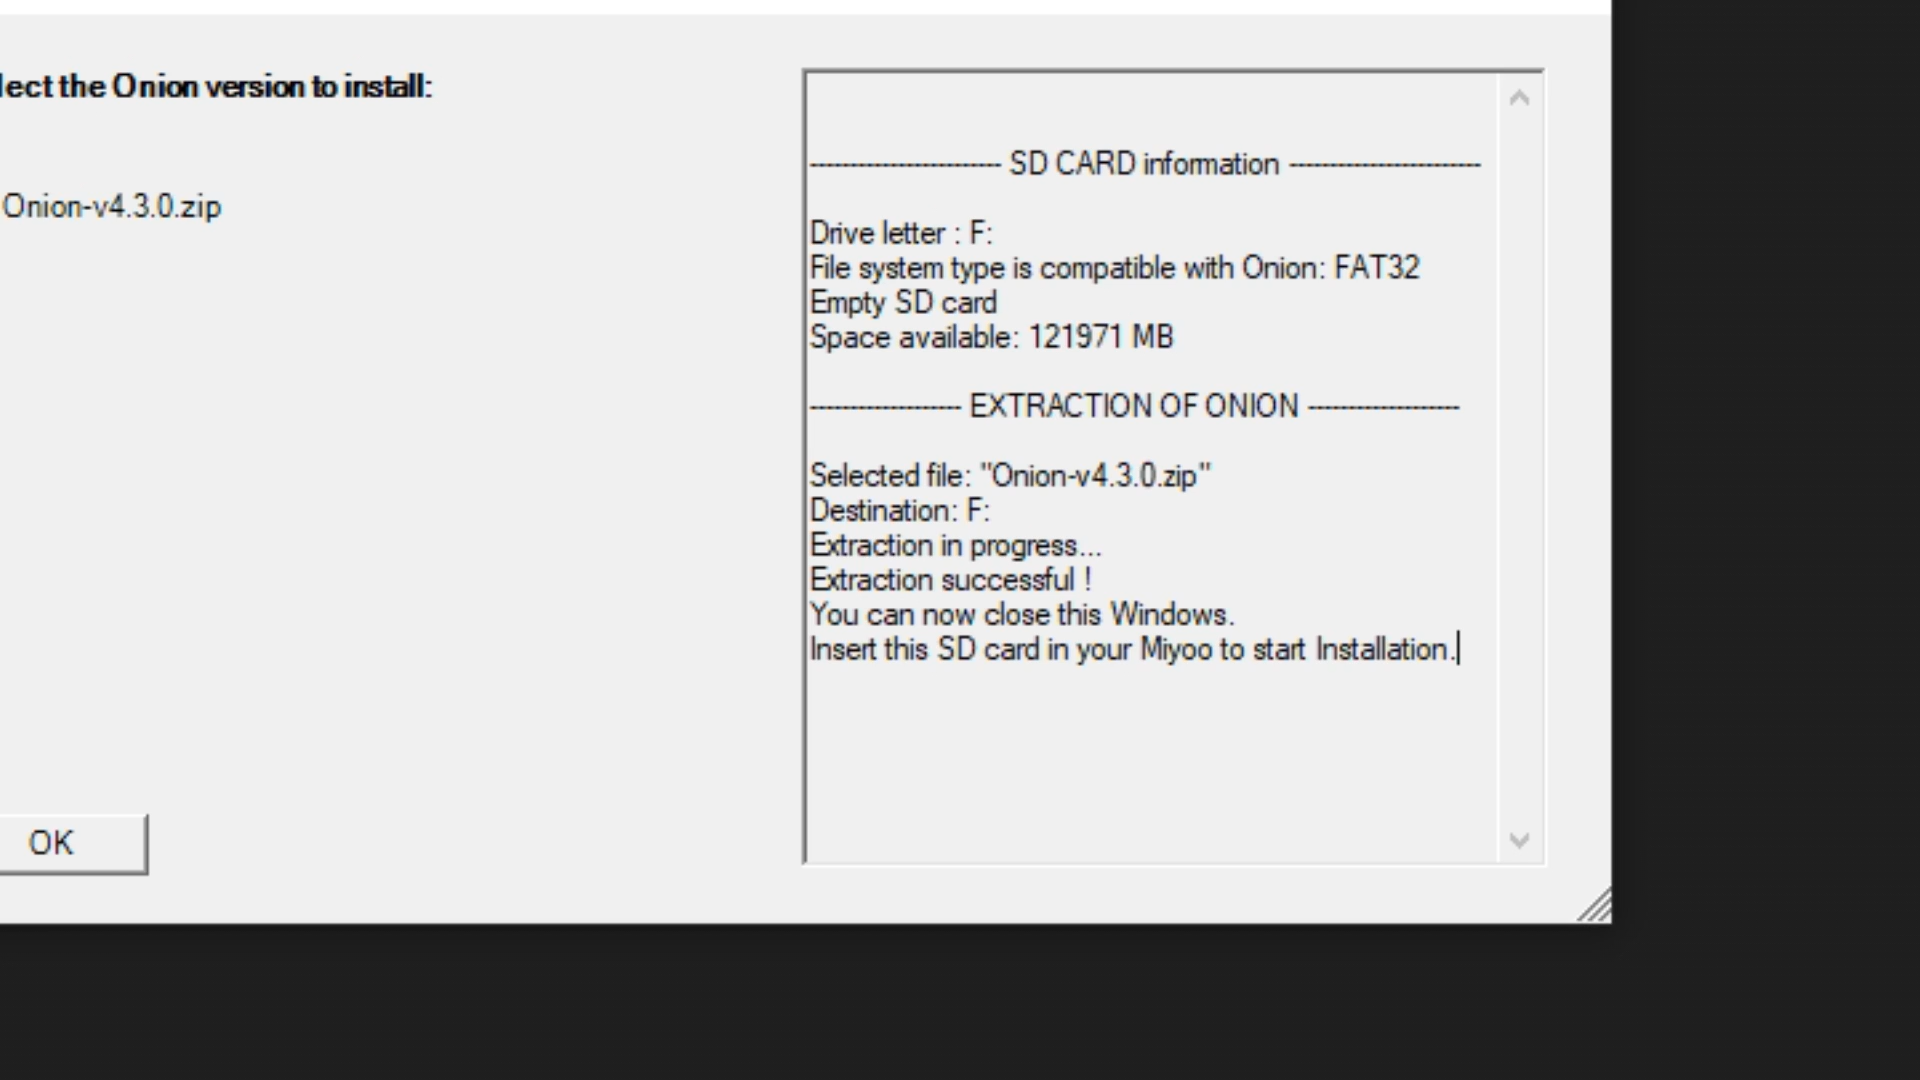 lect the Onion version to install:
Onion-v4.3.0.zip
OK
------------------------ SD CARD information ------------------------
Drive letter : F:
File system type is compatible with Onion: FAT32
Empty SD card
Space available: 121971 MB
------------------- EXTRACTION OF ONION -------------------
Selected file: "Onion-v4.3.0.zip"
Destination: F:
Extraction in progress...
Extraction successful !
You can now close this Windows.
Insert this SD card in your Miyoo to start Installation.